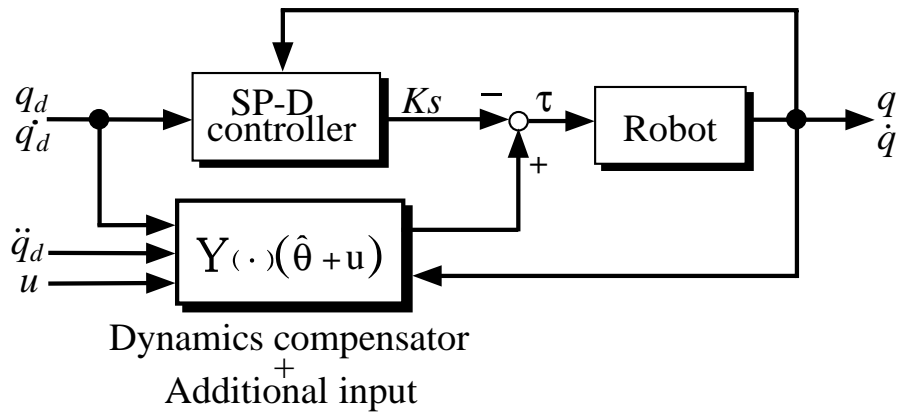 q_d
q̇_d
SP-D
controller
Ks
−
τ
+
Robot
q
q̇
q̈_d
u
Y(·)(θ̂+u)
Dynamics compensator
+
Additional input